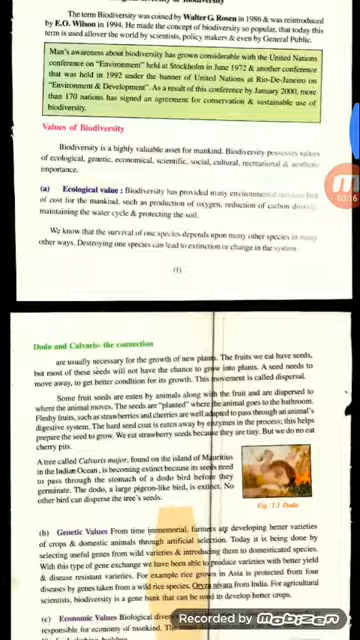 The term Biodiversity was coined by Walter G. Rosen in 1986 & was reintroduced
by E.O. Wilson in 1994. He made the concept of biodiversity so popular, that today this
term is used allover the world by scientists, policy makers & even by General Public.
Man's awareness about biodiversity has grown considerable with the United Nations
conference on "Environment" held at Stockholm in June 1972 & another conference
that was held in 1992 under the banner of United Nations at Rio-De-Janeiro on
"Environment & Development". As a result of this conference by January 2000, more
than 170 nations has signed an agreement for conservation & sustainable use of
biodiversity.
Values of Biodiversity
Biodiversity is a highly valuable asset for mankind. Biodiversity possesses values
of ecological, genetic, economical, scientific, social, cultural, recreational & aesthetic
importance.
(a) Ecological value : Biodiversity has provided many environmental services free
of cost for the mankind, such as production of oxygen, reduction of carbon dioxide,
maintaining the water cycle & protecting the soil.
We know that the survival of one species depends upon many other species in many
other ways. Destroying one species can lead to extinction or change in the system.
(1)
03:16
Dodo and Calvaris- the connection
are usually necessary for the growth of new plants. The fruits we eat have seeds,
but most of these seeds will not have the chance to grow into plants. A seed needs to
move away, to get better condition for its growth. This movement is called dispersal.
Some fruit seeds are eaten by animals along with the fruit and are dispersed to
where the animal moves. The seeds are "planted" where the animal goes to the bathroom.
Fleshy fruits, such as strawberries and cherries are well adapted to pass through an animal's
digestive system. The hard seed coat is eaten away by enzymes in the process; this helps
prepare the seed to grow. We eat strawberry seeds because they are tiny. But we do no eat
cherry pits.
A tree called Calvaris major, found on the island of Mauritius
in the Indian Ocean, is becoming extinct because its seeds need
to pass through the stomach of a dodo bird before they
germinate. The dodo, a large pigeon-like bird, is extinct. No
other bird can disperse the tree's seeds.
Fig. 1.1 Dodo
(b) Genetic Values From time immemorial, farmers are developing better varieties
of crops & domestic animals through artificial selection. Today it is being done by
selecting useful genes from wild varieties & introducing them to domesticated species.
With this type of gene exchange we have been able to produce varieties with better yield
& disease resistant varieties. For example rice grown in Asia is protected from four
diseases by genes taken from a wild rice species, Oryza nivara from India. For agricultural
scientists, biodiversity is a gene bank that can be used to develop better crops.
(c) Economic Values Biological
responsible for economy of mankind.
Recorded by
mobizen